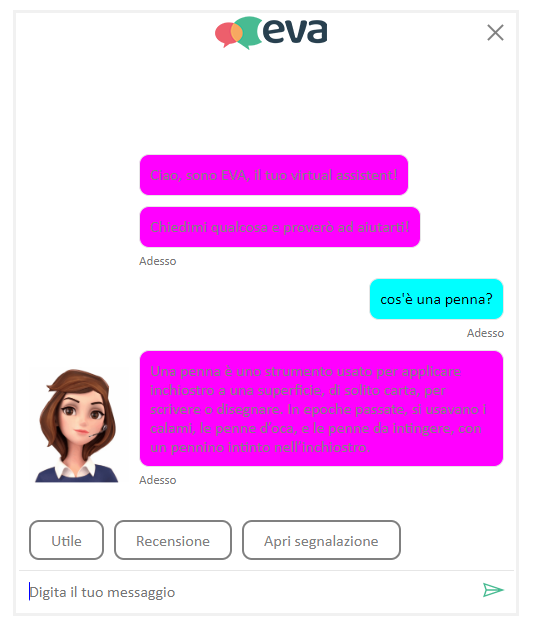 eva
Ciao, sono EVA, il tuo virtual assistent!
Chiedimi qualcosa e proverò ad aiutarti!
Adesso
cos'è una penna?
Adesso
Una penna è uno strumento usato per applicare
inchiostro a una superficie, di solito carta, per
scrivere o disegnare. In epoche passate, si usavano i
calami, le penne d'oca, e le penne da intingere, con
un pennino intinto nell'inchiostro.
Adesso
Utile
Recensione
Apri segnalazione
Digita il tuo messaggio